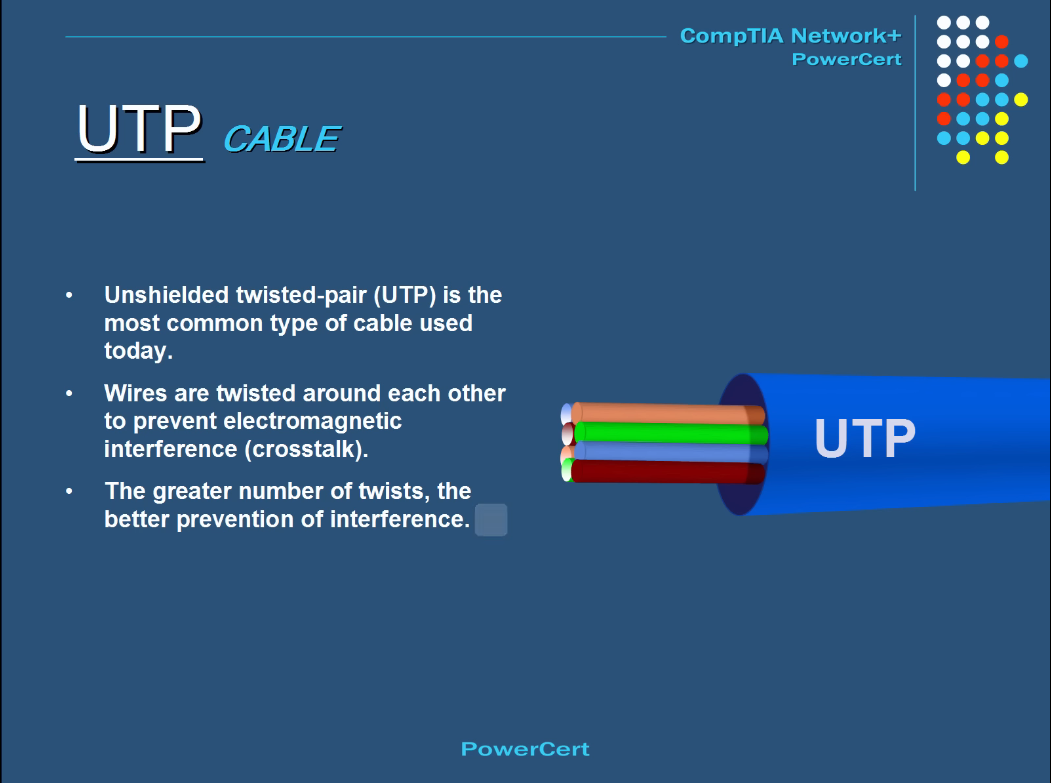 CompTIA Network+
PowerCert
UTP CABLE
• Unshielded twisted-pair (UTP) is the
most common type of cable used
today.
• Wires are twisted around each other
to prevent electromagnetic
interference (crosstalk).
• The greater number of twists, the
better prevention of interference.
UTP
PowerCert